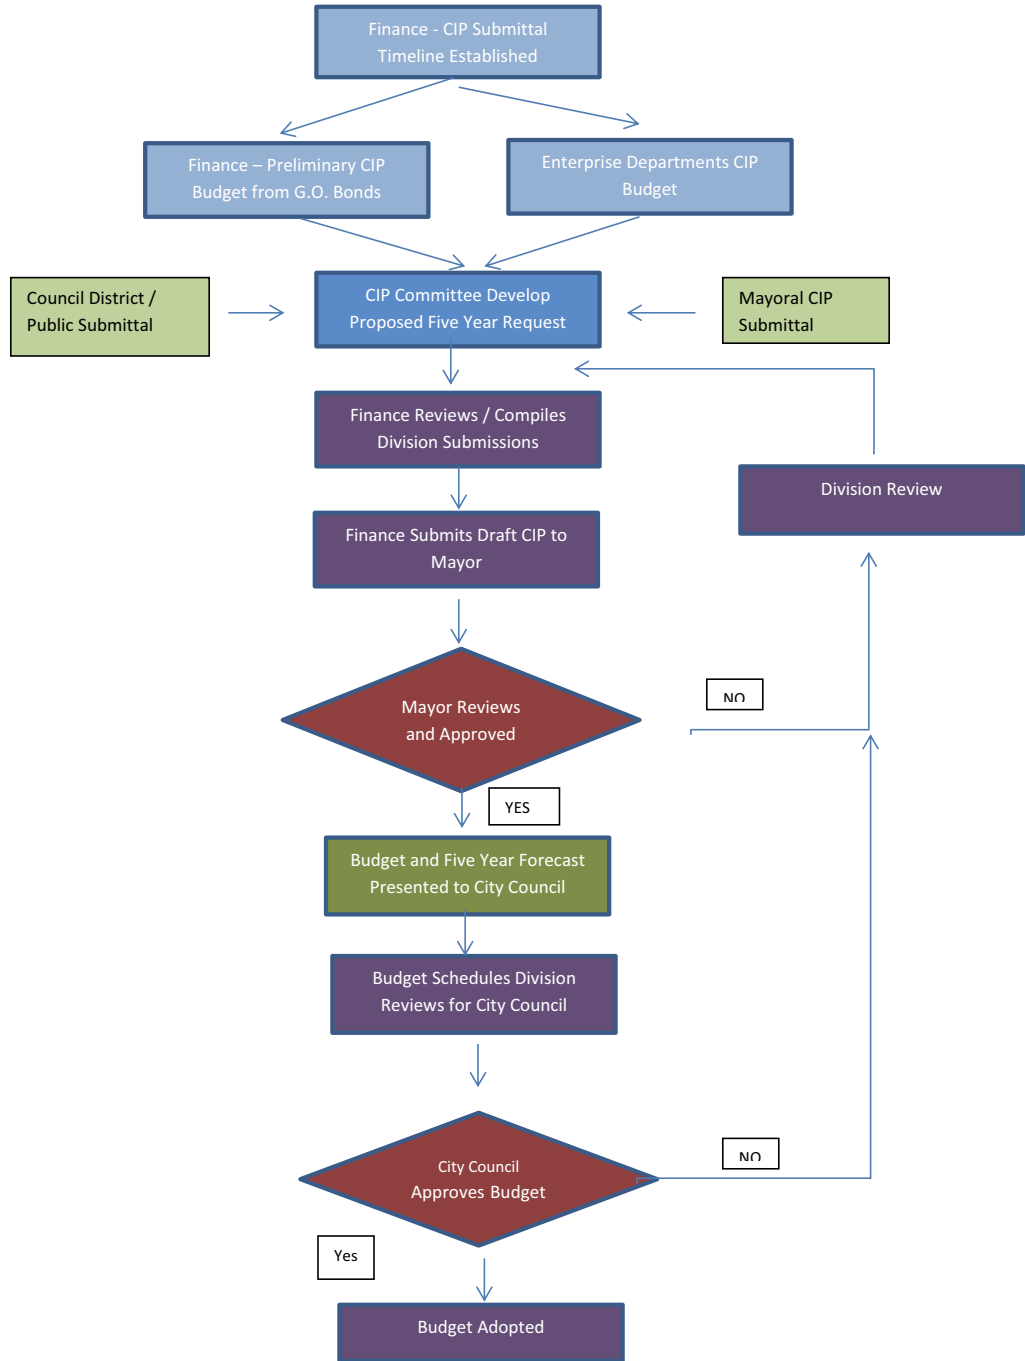 Finance - CIP Submittal
Timeline Established
Finance – Preliminary CIP
Budget from G.O. Bonds
Enterprise Departments CIP
Budget
Council District /
Public Submittal
CIP Committee Develop
Proposed Five Year Request
Mayoral CIP
Submittal
Finance Reviews / Compiles
Division Submissions
Division Review
Finance Submits Draft CIP to
Mayor
Mayor Reviews
and Approved
NO
YES
Budget and Five Year Forecast
Presented to City Council
Budget Schedules Division
Reviews for City Council
City Council
Approves Budget
NO
Yes
Budget Adopted